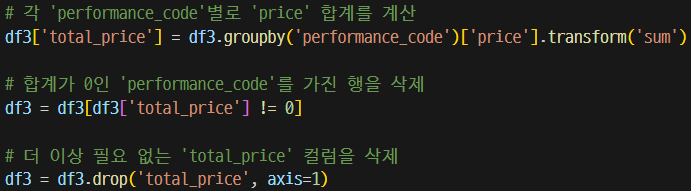 # 각 'performance_code'별로 'price' 합계를 계산
df3['total_price'] = df3.groupby('performance_code')['price'].transform('sum')
# 합계가 0인 'performance_code'를 가진 행을 삭제
df3 = df3[df3['total_price'] != 0]
# 더 이상 필요 없는 'total_price' 컬럼을 삭제
df3 = df3.drop('total_price', axis=1)